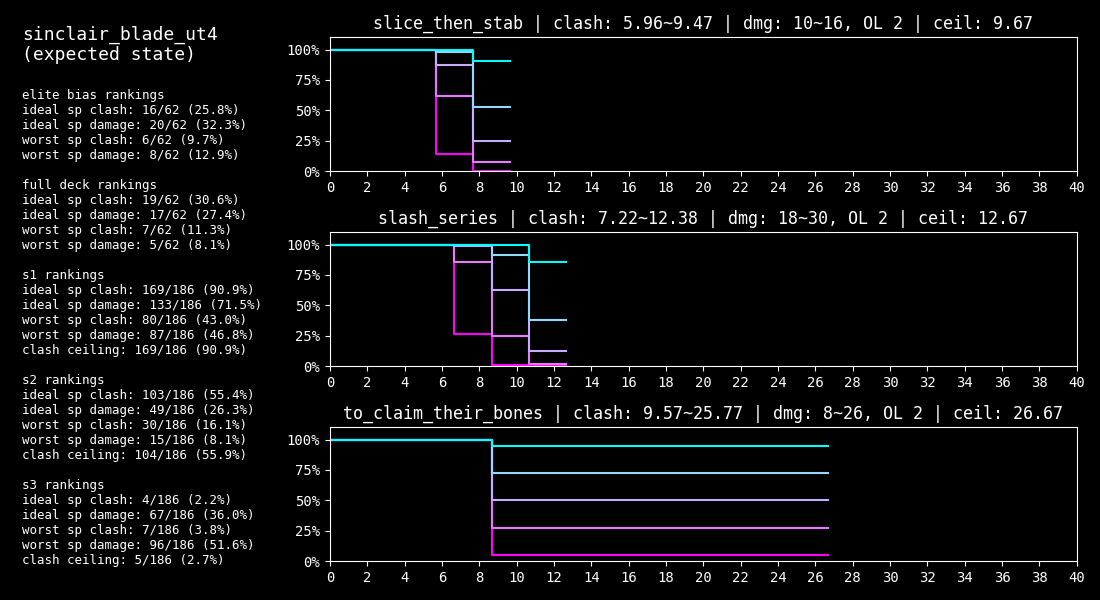 sinclair_blade_ut4
(expected state)
elite bias rankings
ideal sp clash: 16/62 (25.8%)
ideal sp damage: 20/62 (32.3%)
worst sp clash: 6/62 (9.7%)
worst sp damage: 8/62 (12.9%)
full deck rankings
ideal sp clash: 19/62 (30.6%)
ideal sp damage: 17/62 (27.4%)
worst sp clash: 7/62 (11.3%)
worst sp damage: 5/62 (8.1%)
s1 rankings
ideal sp clash: 169/186 (90.9%)
ideal sp damage: 133/186 (71.5%)
worst sp clash: 80/186 (43.0%)
worst sp damage: 87/186 (46.8%)
clash ceiling: 169/186 (90.9%)
s2 rankings
ideal sp clash: 103/186 (55.4%)
ideal sp damage: 49/186 (26.3%)
worst sp clash: 30/186 (16.1%)
worst sp damage: 15/186 (8.1%)
clash ceiling: 104/186 (55.9%)
s3 rankings
ideal sp clash: 4/186 (2.2%)
ideal sp damage: 67/186 (36.0%)
worst sp clash: 7/186 (3.8%)
worst sp damage: 96/186 (51.6%)
clash ceiling: 5/186 (2.7%)
slice_then_stab | clash: 5.96~9.47 | dmg: 10~16, OL 2 | ceil: 9.67
100%
75%
50%
25%
0%
0 2 4 6 8 10 12 14 16 18 20 22 24 26 28 30 32 34 36 38 40
slash_series | clash: 7.22~12.38 | dmg: 18~30, OL 2 | ceil: 12.67
100%
75%
50%
25%
0%
0 2 4 6 8 10 12 14 16 18 20 22 24 26 28 30 32 34 36 38 40
to_claim_their_bones | clash: 9.57~25.77 | dmg: 8~26, OL 2 | ceil: 26.67
100%
75%
50%
25%
0%
0 2 4 6 8 10 12 14 16 18 20 22 24 26 28 30 32 34 36 38 40